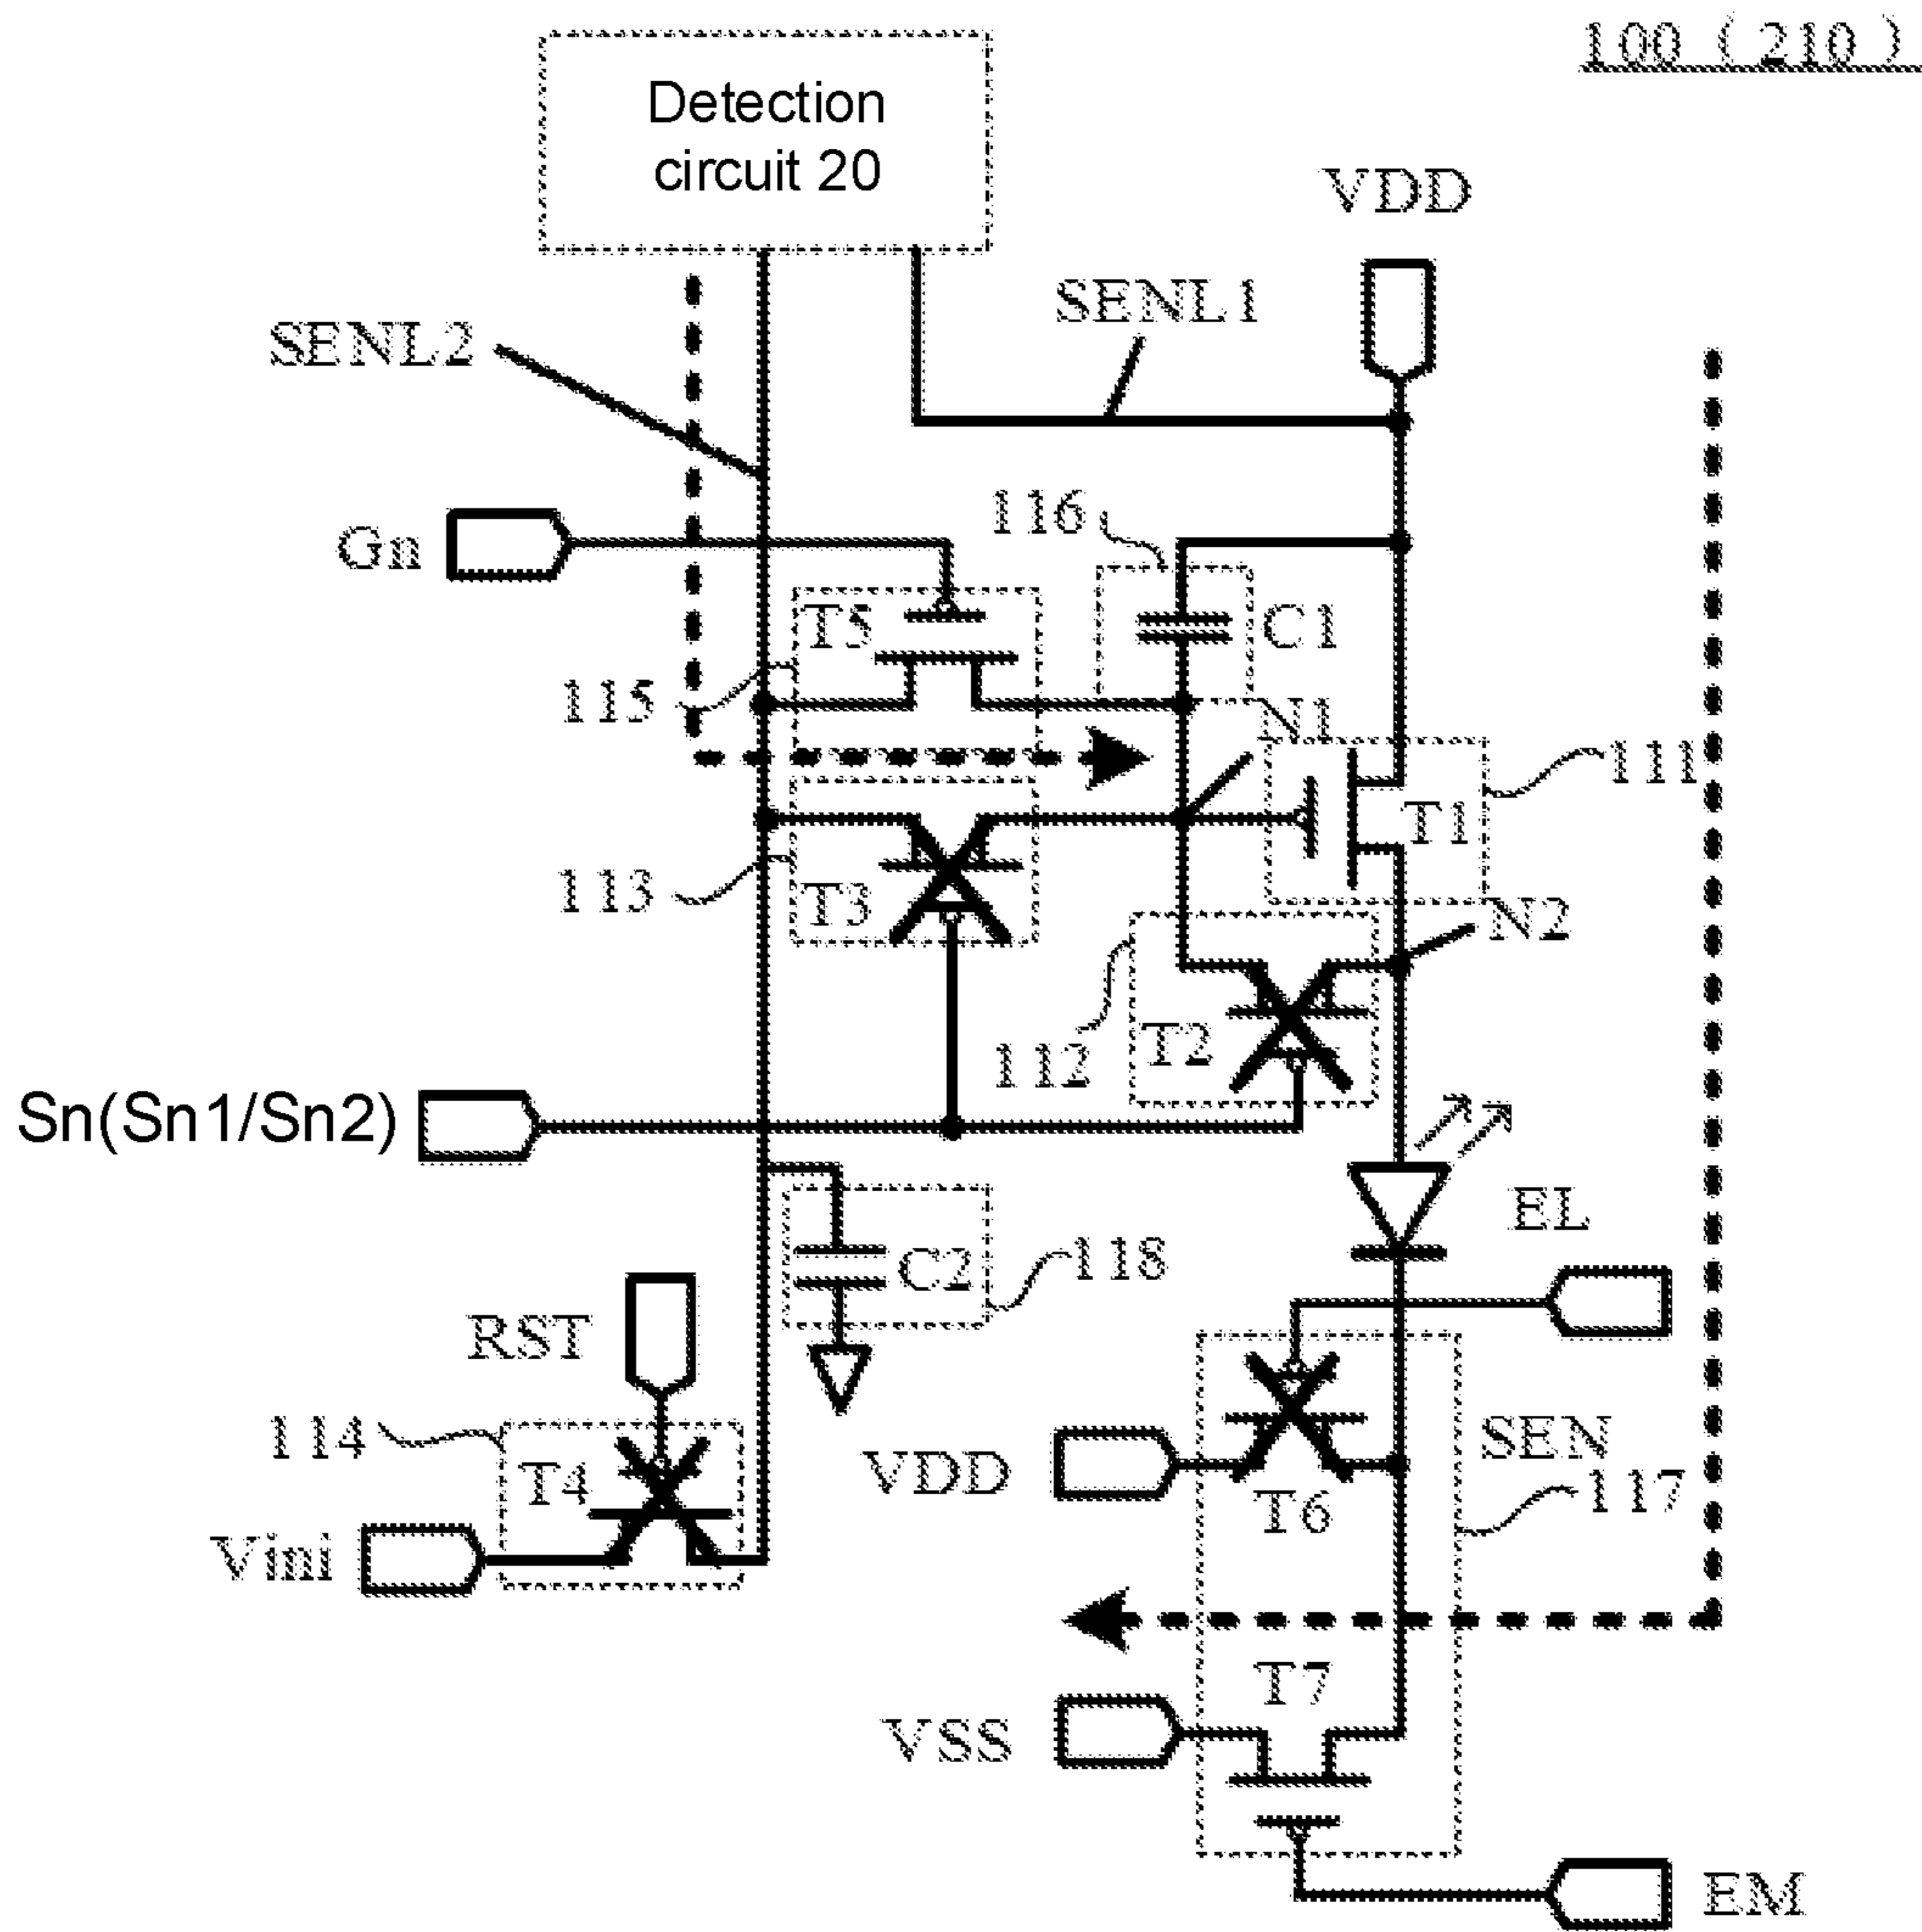 100 ( 210 )
Detection
circuit 20
VDD
SENL1
SENL2
116
Gn
T5
C1
115
N1
111
T1
113
T3
N2
T2
112
Sn(Sn1/Sn2)
EL
C2
118
RST
114
T4
SEN
VDD
117
T6
Vini
T7
VSS
EM